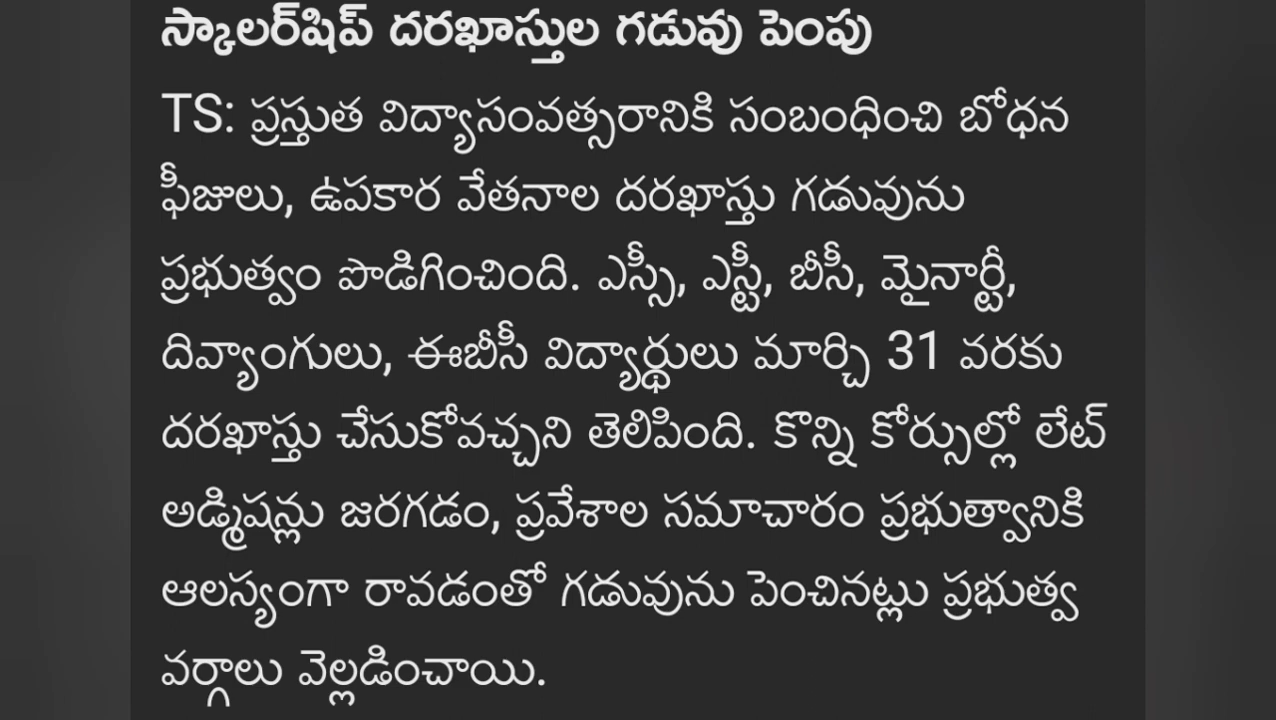 స్కాలర్‌షిప్ దరఖాస్తుల గడువు పెంపు
TS: ప్రస్తుత విద్యాసంవత్సరానికి సంబంధించి బోధన
ఫీజులు, ఉపకార వేతనాల దరఖాస్తు గడువును
ప్రభుత్వం పొడిగించింది. ఎస్సీ, ఎస్టీ, బీసీ, మైనార్టీ,
దివ్యాంగులు, ఈబీసీ విద్యార్థులు మార్చి 31 వరకు
దరఖాస్తు చేసుకోవచ్చని తెలిపింది. కొన్ని కోర్సుల్లో లేట్
అడ్మిషన్లు జరగడం, ప్రవేశాల సమాచారం ప్రభుత్వానికి
ఆలస్యంగా రావడంతో గడువును పెంచినట్లు ప్రభుత్వ
వర్గాలు వెల్లడించాయి.